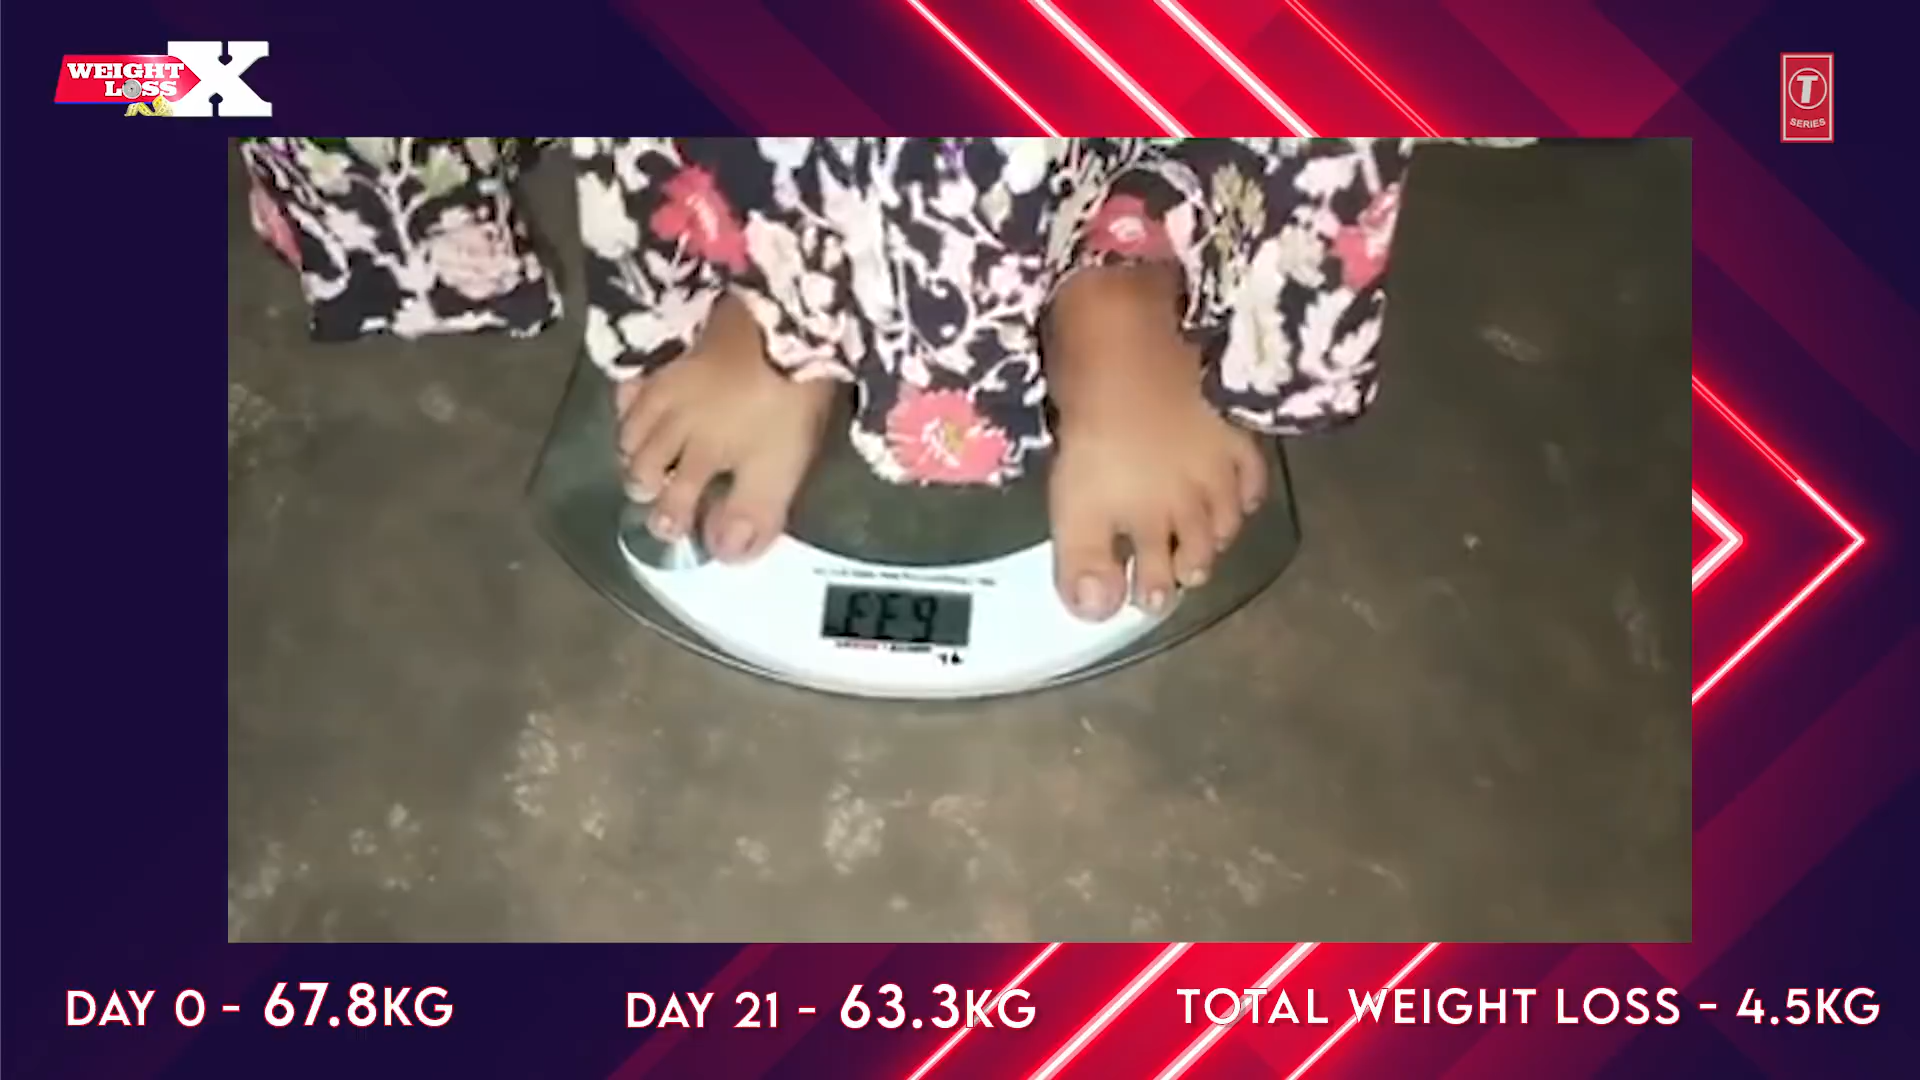 WEIGHT
LOSS X
T
SERIES
DAY 0 - 67.8KG
DAY 21 - 63.3KG
TOTAL WEIGHT LOSS - 4.5KG